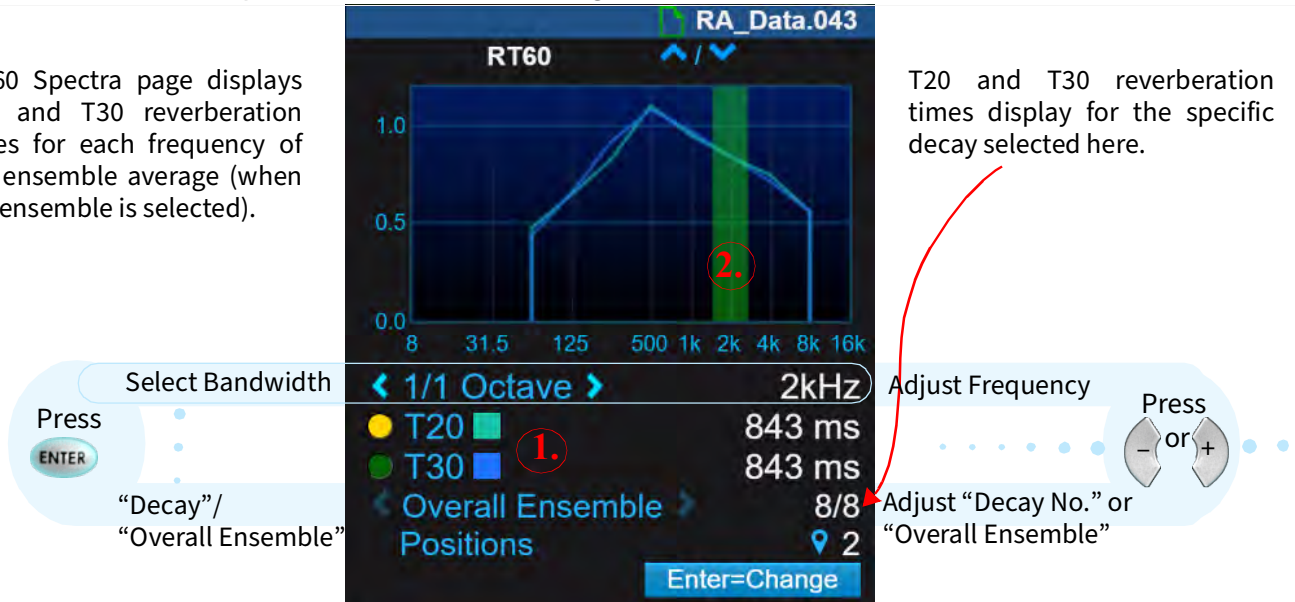 RA_Data.043
RT60 /
60 Spectra page displays
and T30 reverberation
es for each frequency of
ensemble average (when
ensemble is selected).
T20 and T30 reverberation
times display for the specific
decay selected here.
1.0
0.5
0.0
2.
8 31.5 125 500 1k 2k 4k 8k 16k
Select Bandwidth
1/1 Octave 2kHz
Adjust Frequency
Press
ENTER
T20 843 ms
1.
T30 843 ms
Press
- or +
"Decay"/
"Overall Ensemble"
Overall Ensemble 8/8
Positions 2
Adjust "Decay No." or
"Overall Ensemble"
Enter=Change